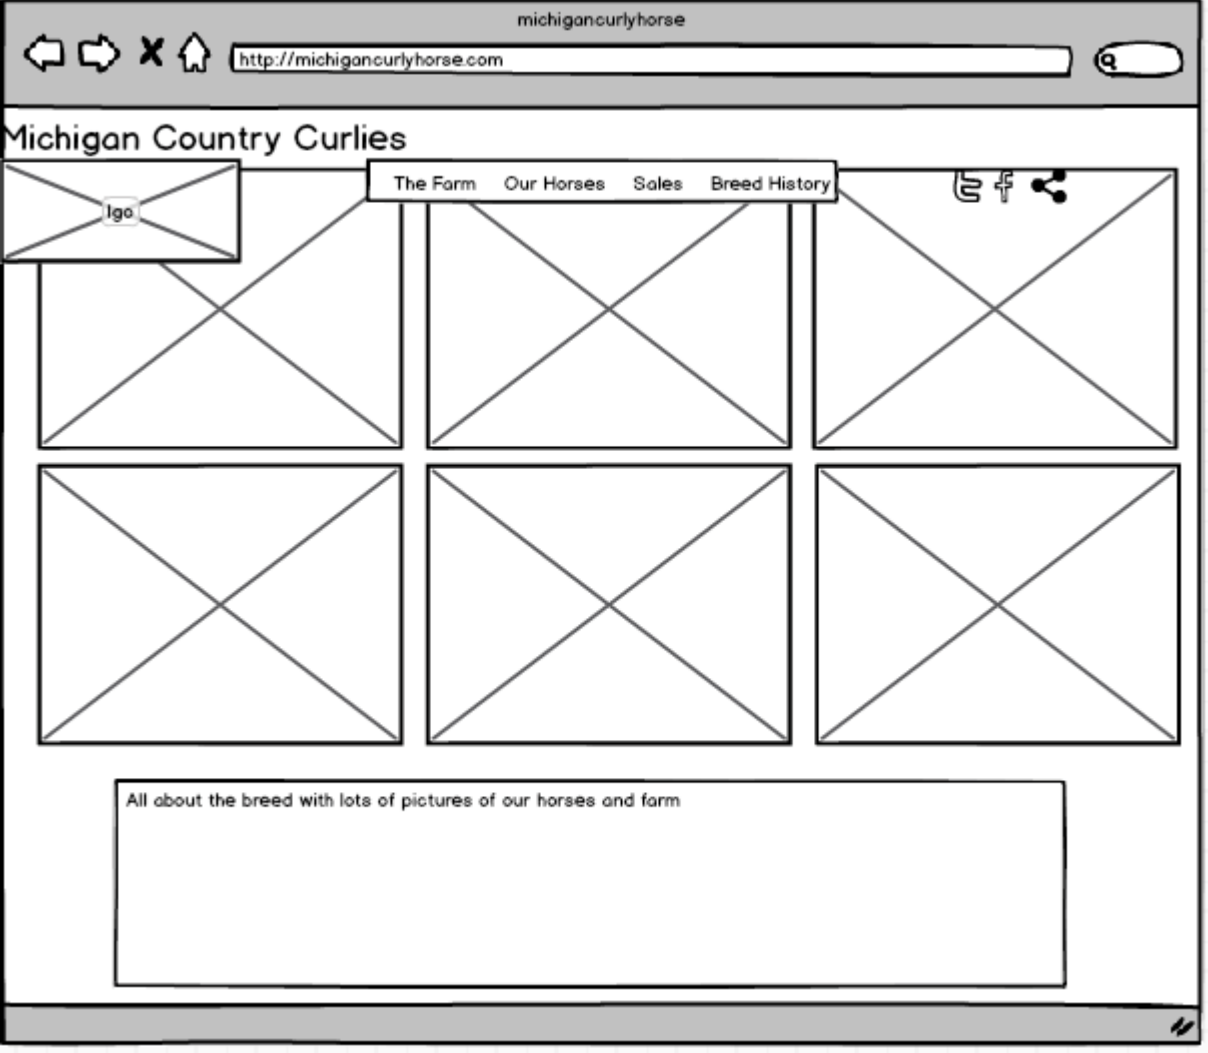 michigancurlyhorse
http://michigancurlyhorse.com
Michigan Country Curlies
The Farm Our Horses Sales Breed History
lgo
All about the breed with lots of pictures of our horses and farm